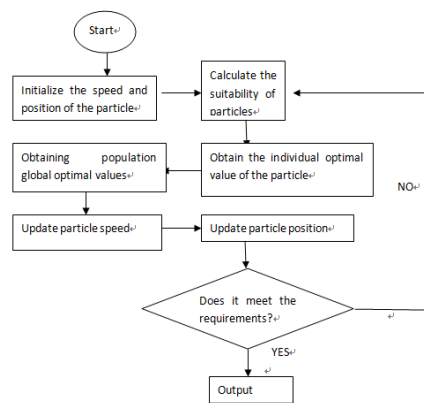 Start
Initialize the speed and
position of the particle
Calculate the
suitability of
particles
Obtaining population
global optimal values
Obtain the individual optimal
value of the particle
NO
Update particle speed
Update particle position
Does it meet the
requirements?
YES
Output